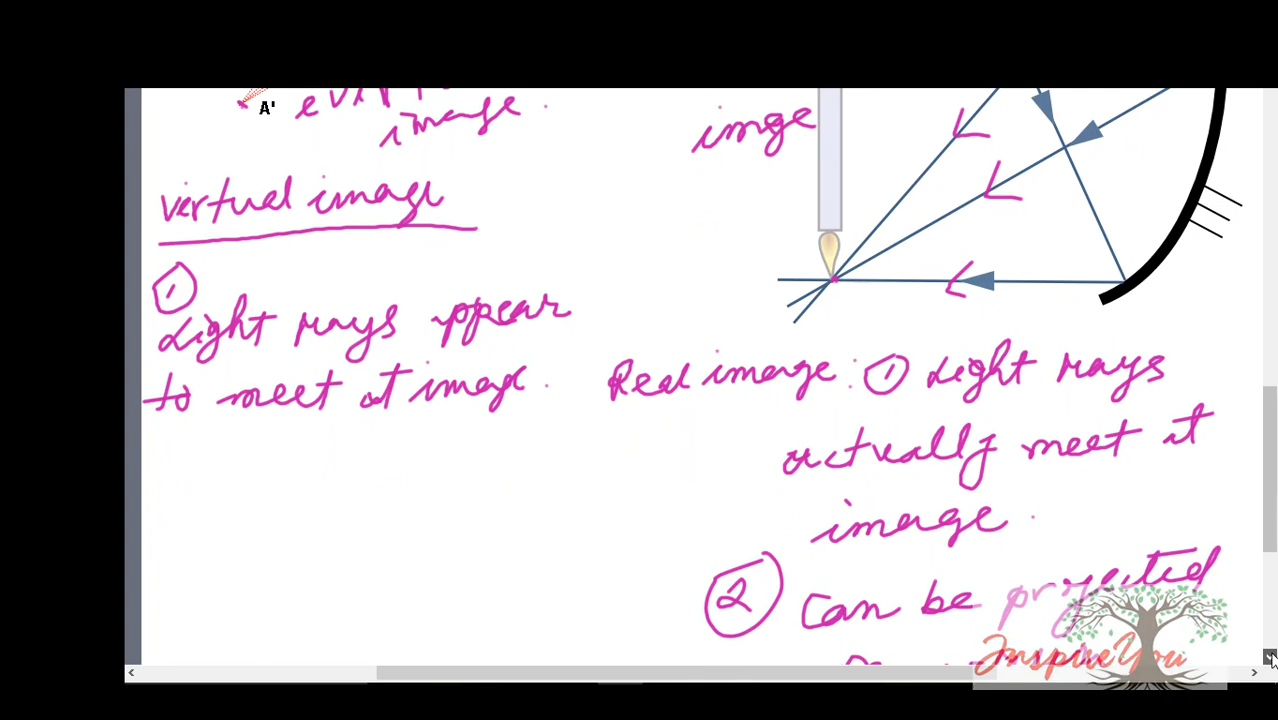 A'
image
imge
virtual image
1
Light rays appear
to meet at image.
Real image: 1 Light rays
actually meet at
image.
2 Can be projected
InspireYou